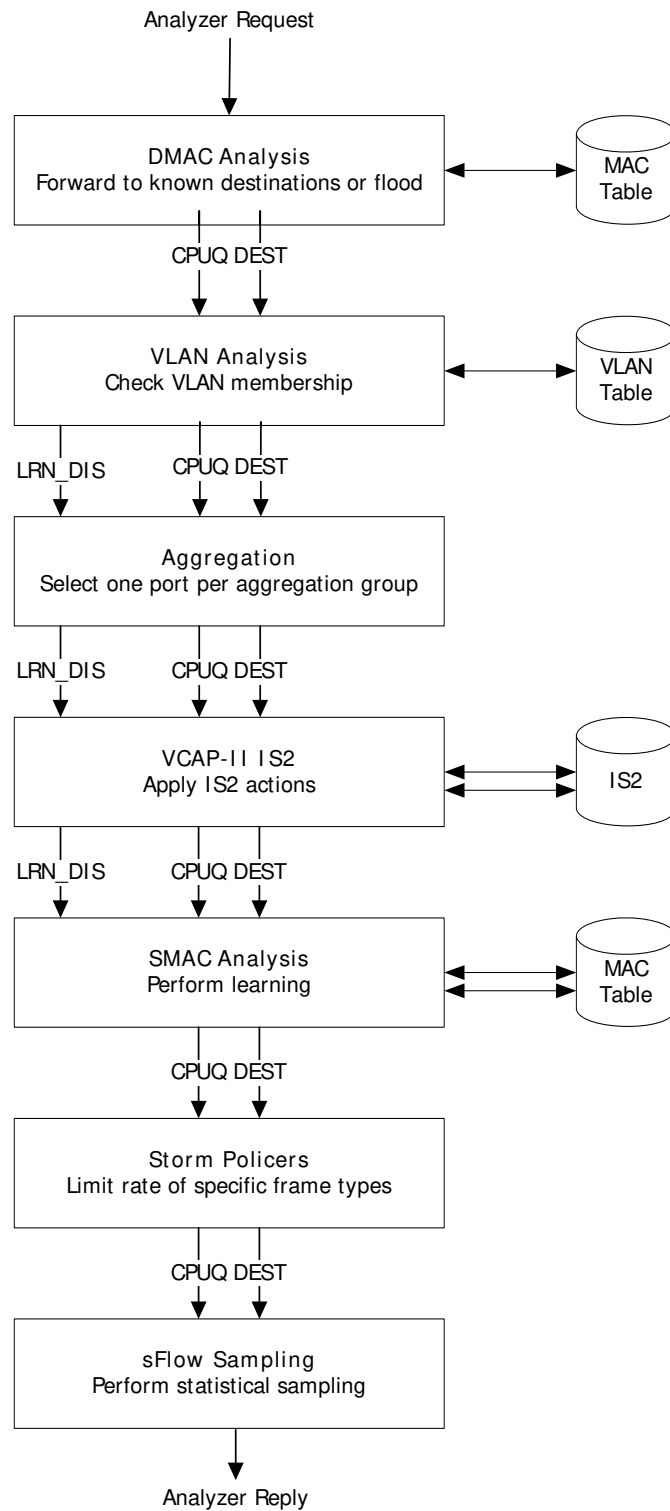 Analyzer Request
DMAC Analysis
Forward to known destinations or flood
MAC
Table
CPUQ DEST
VLAN Analysis
Check VLAN membership
VLAN
Table
LRN_DIS
CPUQ DEST
Aggregation
Select one port per aggregation group
LRN_DIS
CPUQ DEST
VCAP-II IS2
Apply IS2 actions
IS2
LRN_DIS
CPUQ DEST
SMAC Analysis
Perform learning
MAC
Table
CPUQ DEST
Storm Policers
Limit rate of specific frame types
CPUQ DEST
sFlow Sampling
Perform statistical sampling
Analyzer Reply